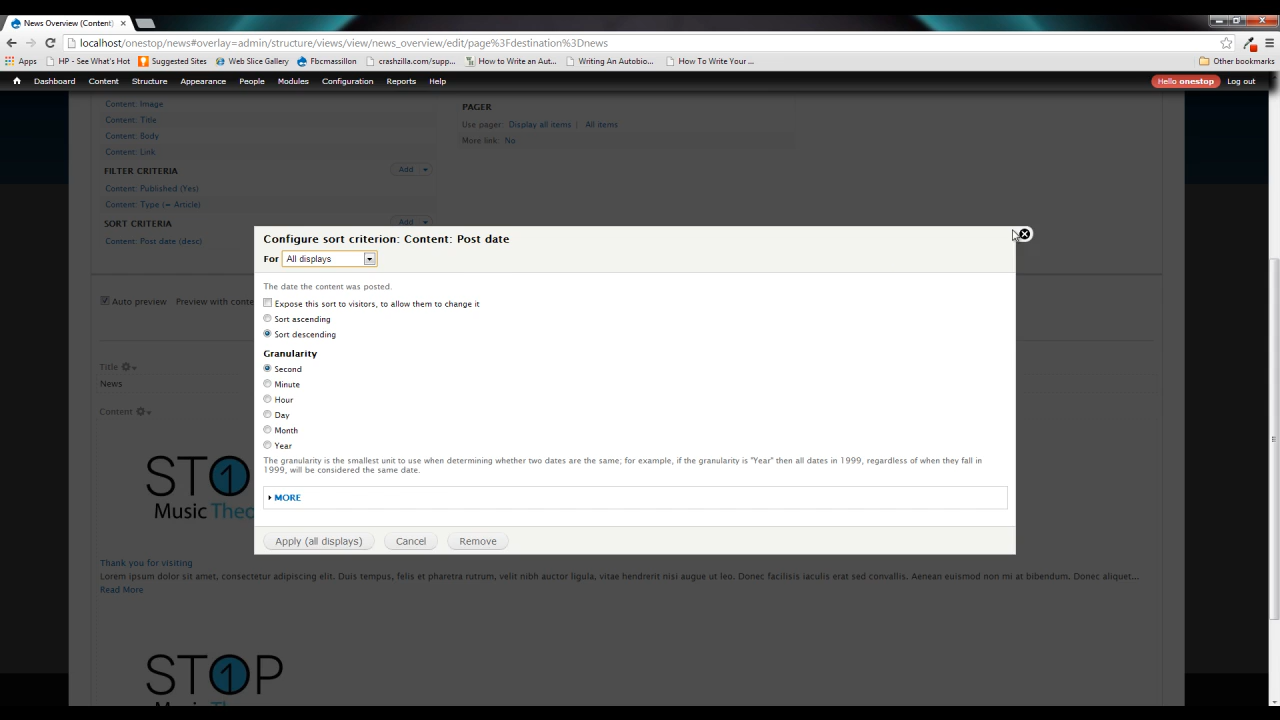 News Overview (Content)
localhost/onestop/news#overlay=admin/structure/views/view/news_overview/edit/page%3Fdestination%3Dnews
Apps HP - See What's Hot Suggested Sites Web Slice Gallery Fbcmassillon crashzilla.com/supp... How to Write an Aut... Writing An Autobio... How To Write Your ... Other bookmarks
Dashboard Content Structure Appearance People Modules Configuration Reports Help Hello onestop Log out
Content: Image
Content: Title
Content: Body
Content: Link
PAGER
Use pager: Display all items | All items
More link: No
FILTER CRITERIA Add
Content: Published (Yes)
Content: Type (= Article)
SORT CRITERIA Add
Content: Post date (desc)
Configure sort criterion: Content: Post date
For All displays
The date the content was posted.
Expose this sort to visitors, to allow them to change it
Sort ascending
Sort descending
Granularity
Second
Minute
Hour
Day
Month
Year
The granularity is the smallest unit to use when determining whether two dates are the same; for example, if the granularity is "Year" then all dates in 1999, regardless of when they fall in
1999, will be considered the same date.
MORE
Apply (all displays) Cancel Remove
Auto preview Preview with conte
Title
News
Content
ST1
Music Theo
Thank you for visiting
Lorem ipsum dolor sit amet, consectetur adipiscing elit. Duis tempus, felis et pharetra rutrum, velit nibh auctor ligula, vitae hendrerit nisi augue ut leo. Donec facilisis iaculis erat sed convallis. Aenean euismod non mi at bibendum. Donec aliquet...
Read More
ST1P